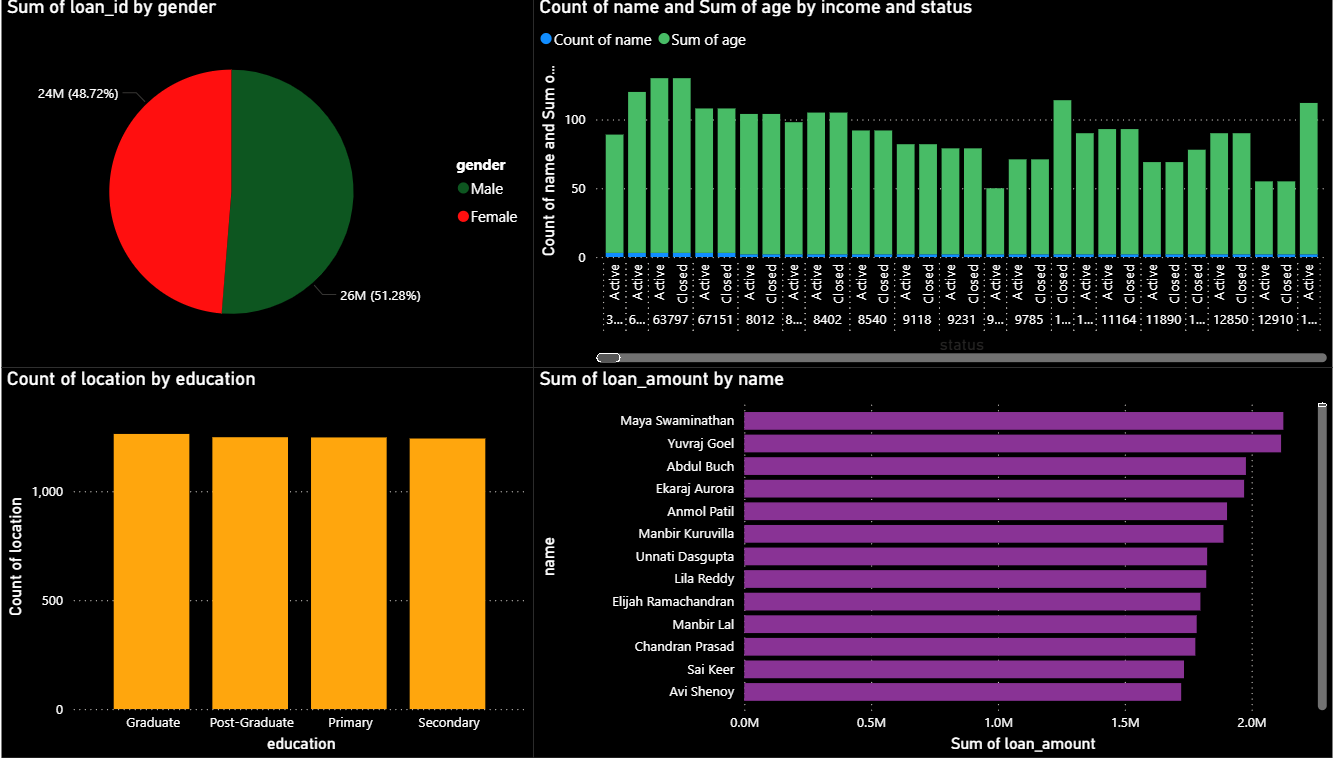 Sum of loan_id by gender
24M (48.72%)
26M (51.28%)
gender
Male
Female
Count of name and Sum of age by income and status
Count of name Sum of age
Count of name and Sum o...
100
50
0
Active Active Active Closed Active Closed Active Closed Active Active Closed Active Closed Active Closed Active Closed Active Active Closed Closed Active Active Closed Active Closed Closed Active Closed Active Closed Active
3... 6... 63797 67151 8012 8... 8402 8540 9118 9231 9... 9785 1... 1... 11164 11890 1... 12850 12910 1...
status
Count of location by education
Count of location
1,000
500
0
Graduate Post-Graduate Primary Secondary
education
Sum of loan_amount by name
name
Maya Swaminathan
Yuvraj Goel
Abdul Buch
Ekaraj Aurora
Anmol Patil
Manbir Kuruvilla
Unnati Dasgupta
Lila Reddy
Elijah Ramachandran
Manbir Lal
Chandran Prasad
Sai Keer
Avi Shenoy
0.0M 0.5M 1.0M 1.5M 2.0M
Sum of loan_amount